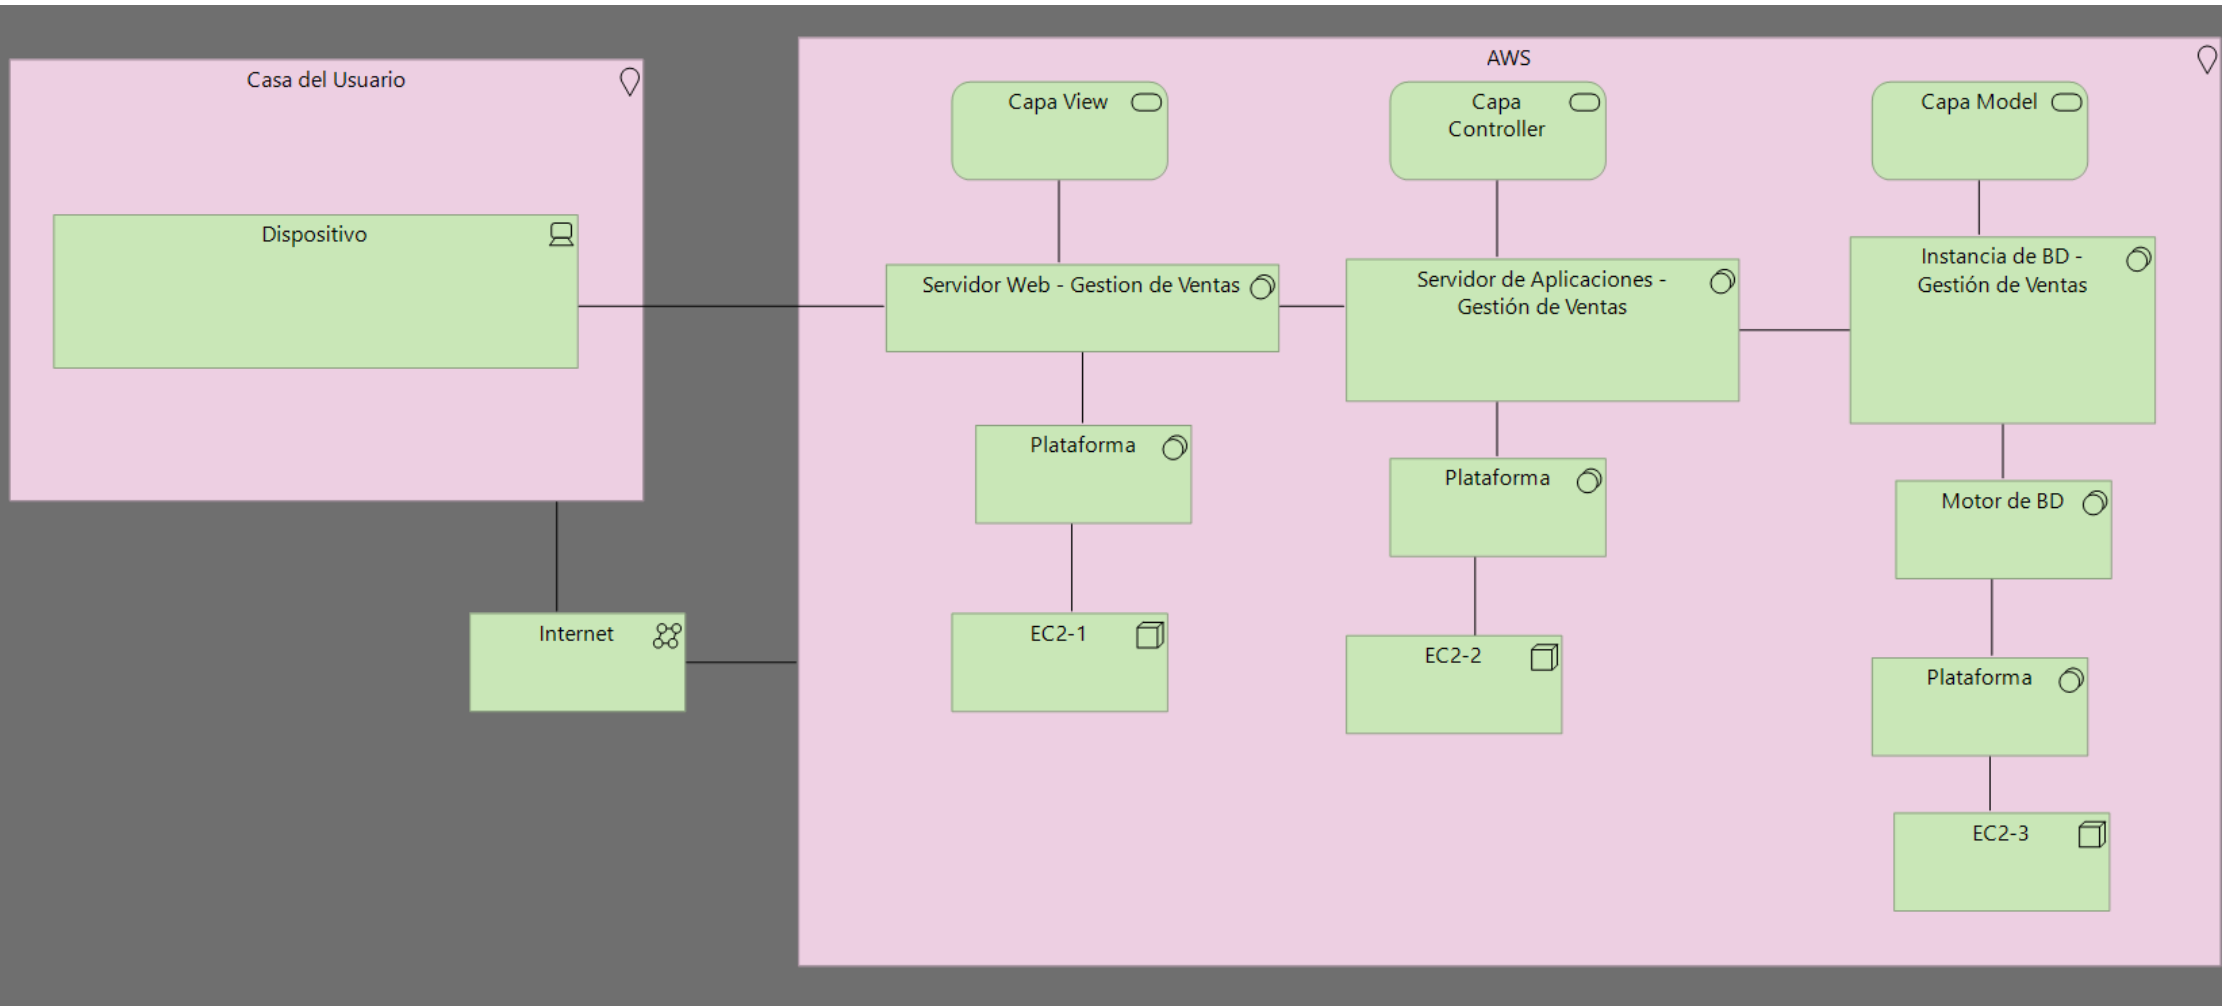 Casa del Usuario
Dispositivo
Internet
AWS
Capa View
Capa
Controller
Capa Model
Servidor Web - Gestion de Ventas
Servidor de Aplicaciones -
Gestión de Ventas
Instancia de BD -
Gestión de Ventas
Plataforma
Plataforma
Motor de BD
EC2-1
EC2-2
Plataforma
EC2-3